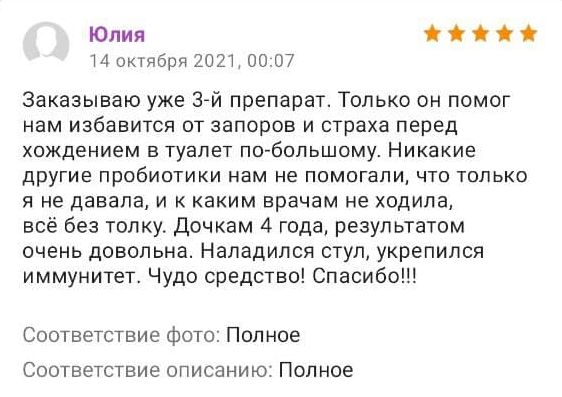 Юлия
14 октября 2021, 00:07
Заказываю уже 3-й препарат. Только он помог
нам избавится от запоров и страха перед
хождением в туалет по-большому. Никакие
другие пробиотики нам не помогали, что только
я не давала, и к каким врачам не ходила,
всё без толку. Дочкам 4 года, результатом
очень довольна. Наладился стул, укрепился
иммунитет. Чудо средство! Спасибо!!!
Соответствие фото: Полное
Соответствие описанию: Полное